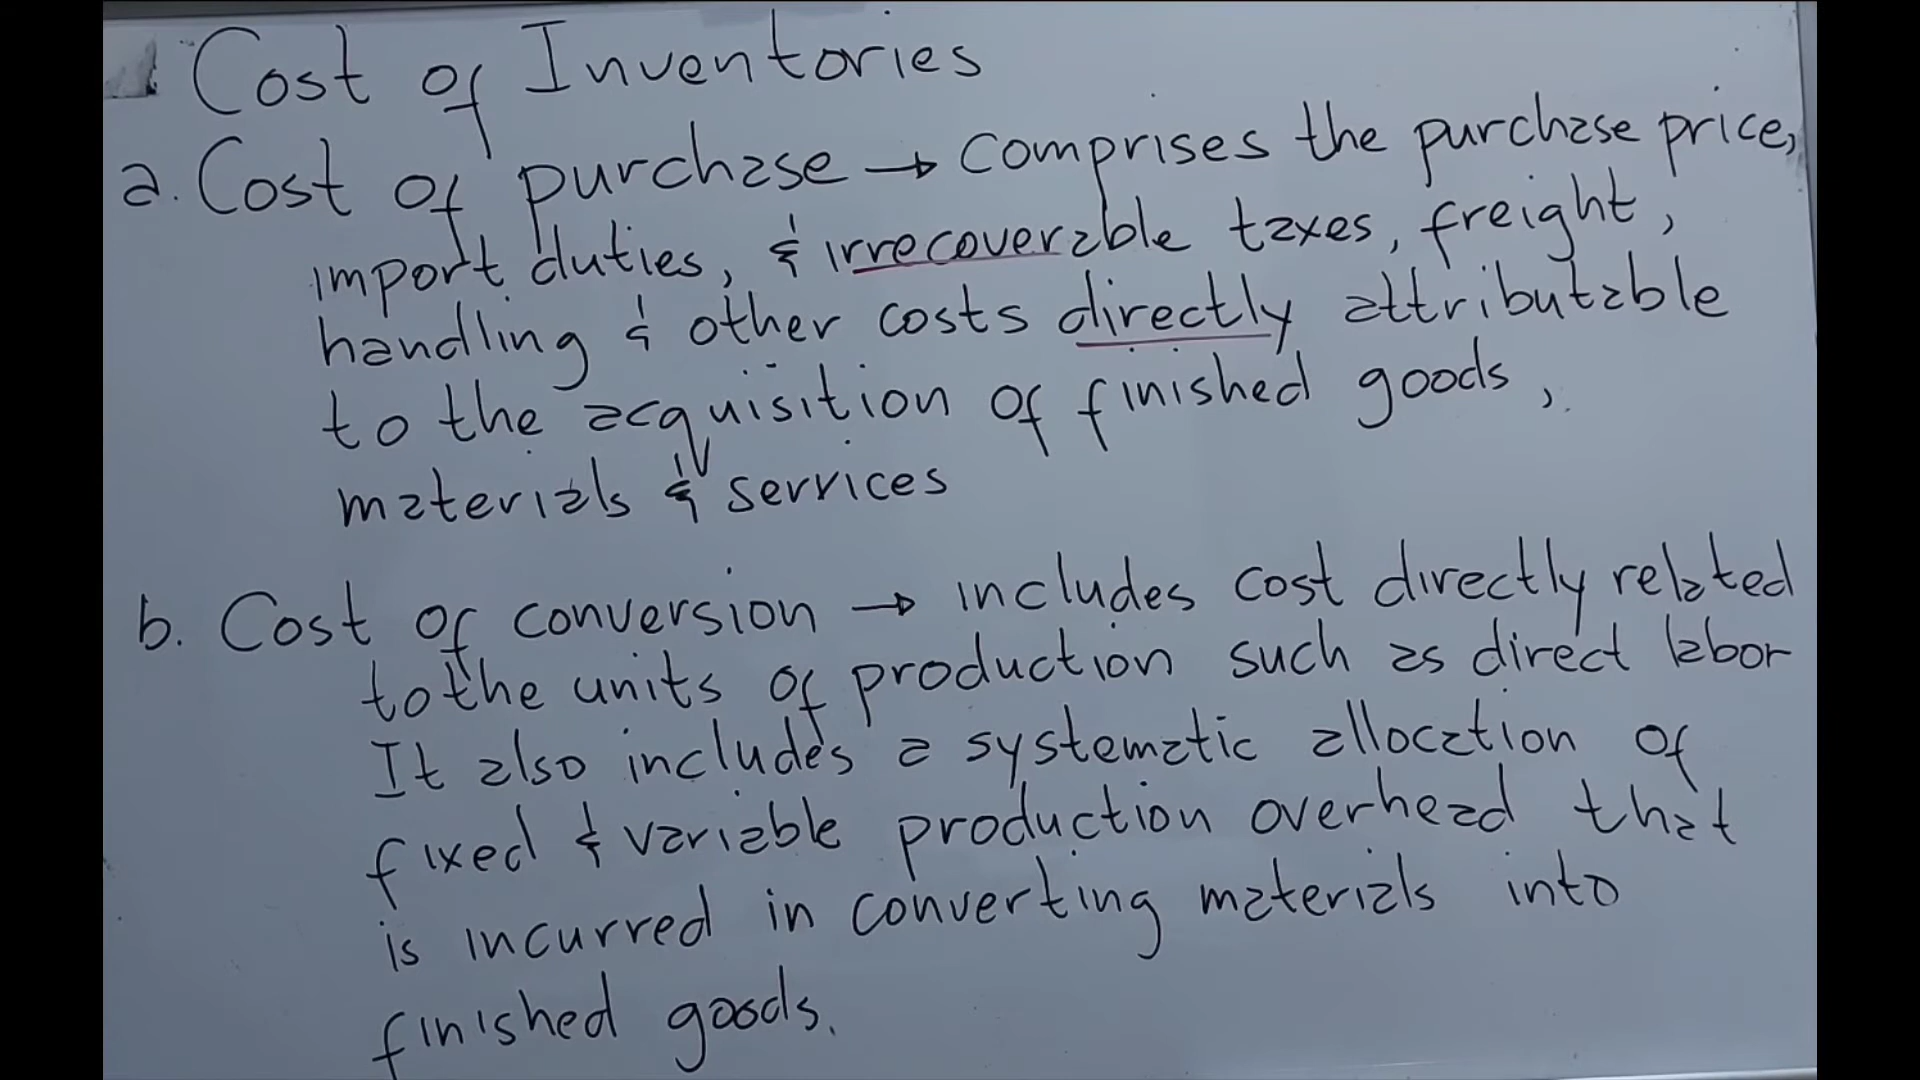 Cost of Inventories
a. Cost of purchase → comprises the purchase price,
import duties, & irrecoverable taxes, freight,
handling & other costs directly attributable
to the acquisition of finished goods,
materials & services
b. Cost of conversion → includes cost directly related
to the units of production such as direct labor
It also includes a systematic allocation of
fixed & variable production overhead that
is incurred in converting materials into
finished goods.